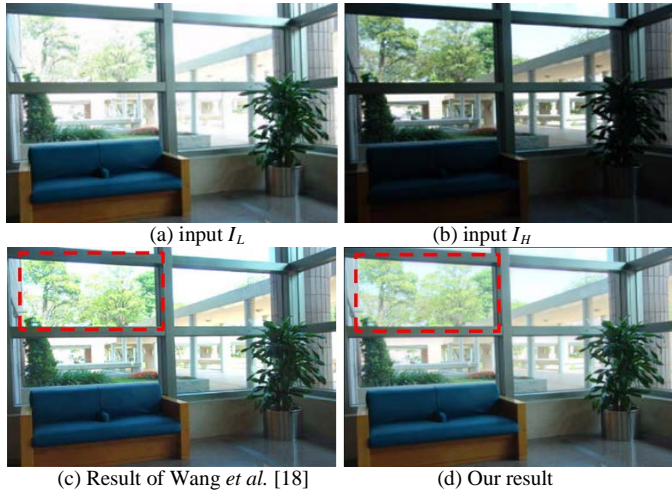 (a) input I_L
(b) input I_H
(c) Result of Wang et al. [18]
(d) Our result